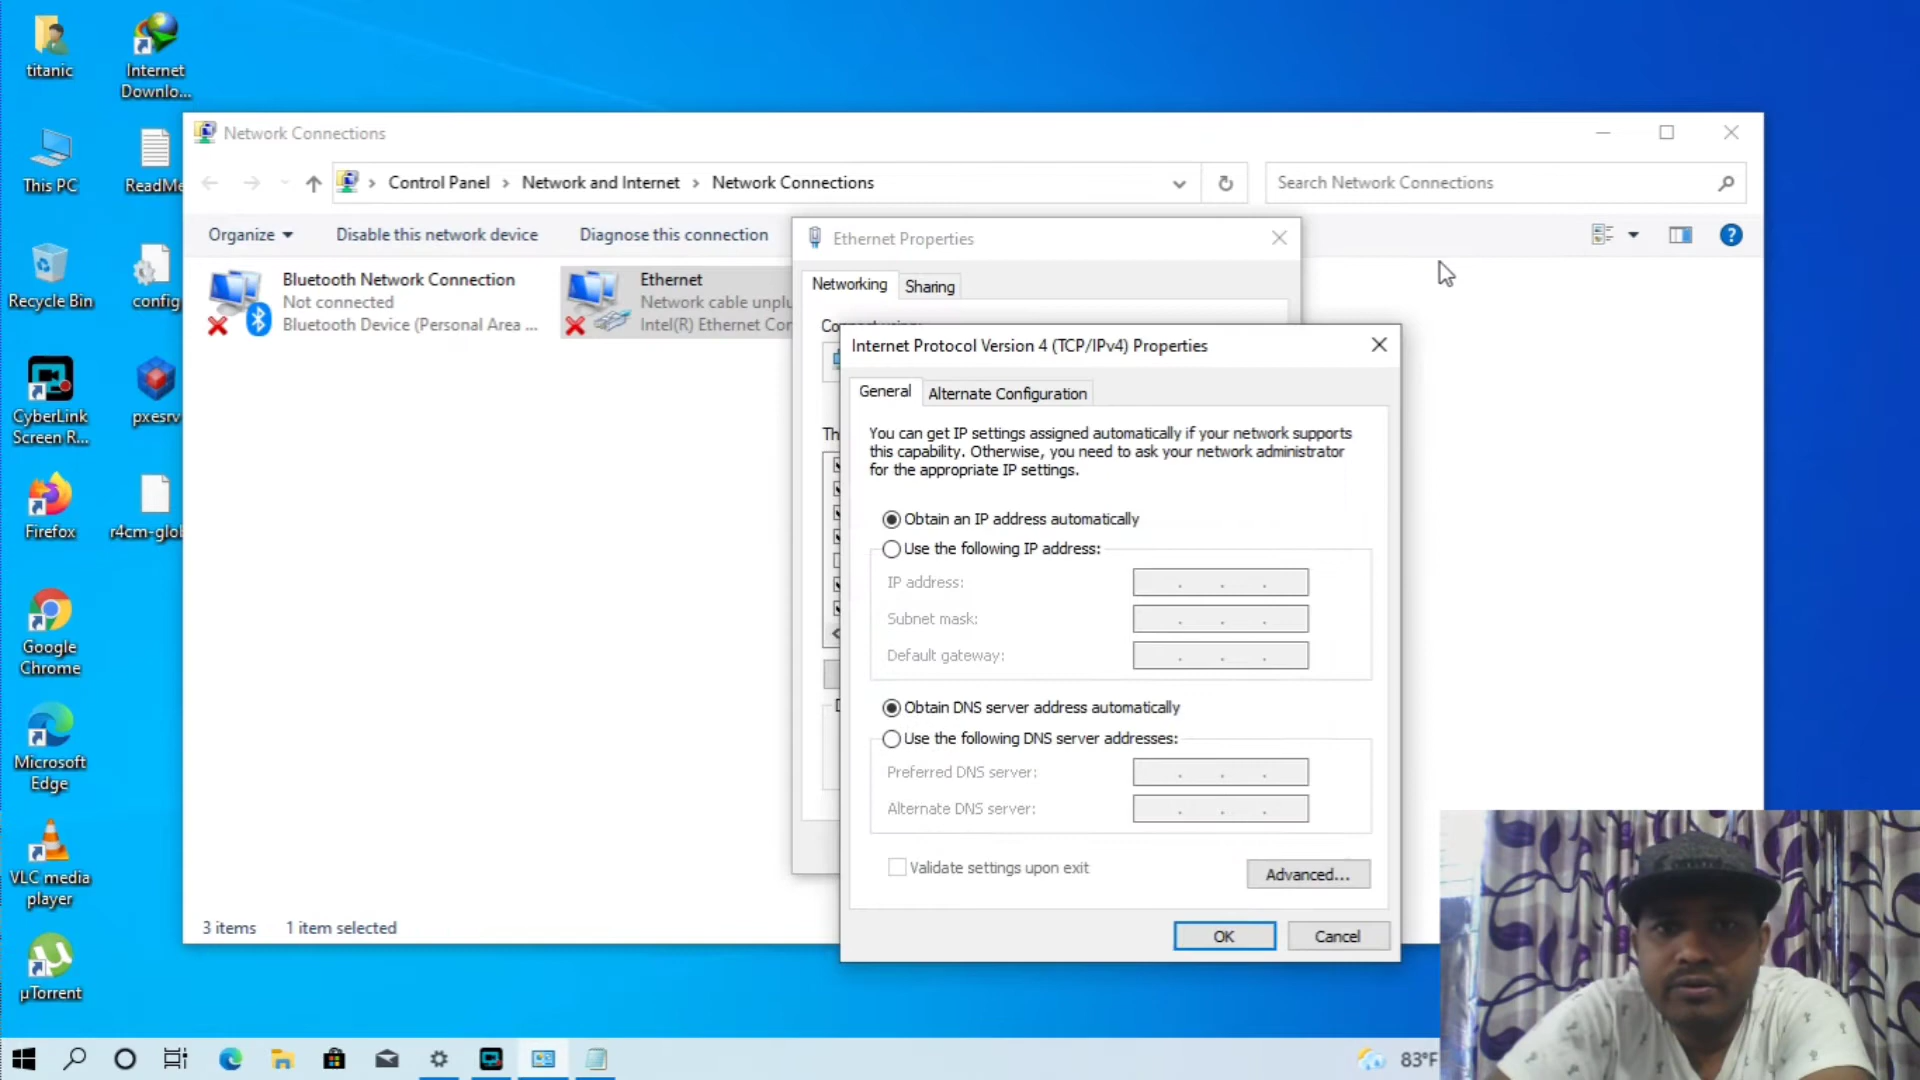 titanic
Internet
Downlo...
This PC
ReadMe
Recycle Bin
config
CyberLink
Screen R...
pxesrv
Firefox
r4cm-glob
Google
Chrome
Microsoft
Edge
VLC media
player
µTorrent
Network Connections
Control Panel > Network and Internet > Network Connections
Search Network Connections
Organize
Disable this network device
Diagnose this connection
Bluetooth Network Connection
Not connected
Bluetooth Device (Personal Area ...
Ethernet
Network cable unplu
Intel(R) Ethernet Con
3 items
1 item selected
Ethernet Properties
Networking
Sharing
Connect using:
Th
Internet Protocol Version 4 (TCP/IPv4) Properties
General
Alternate Configuration
You can get IP settings assigned automatically if your network supports
this capability. Otherwise, you need to ask your network administrator
for the appropriate IP settings.
Obtain an IP address automatically
Use the following IP address:
IP address:
Subnet mask:
Default gateway:
Obtain DNS server address automatically
Use the following DNS server addresses:
Preferred DNS server:
Alternate DNS server:
Validate settings upon exit
Advanced...
OK
Cancel
83°F